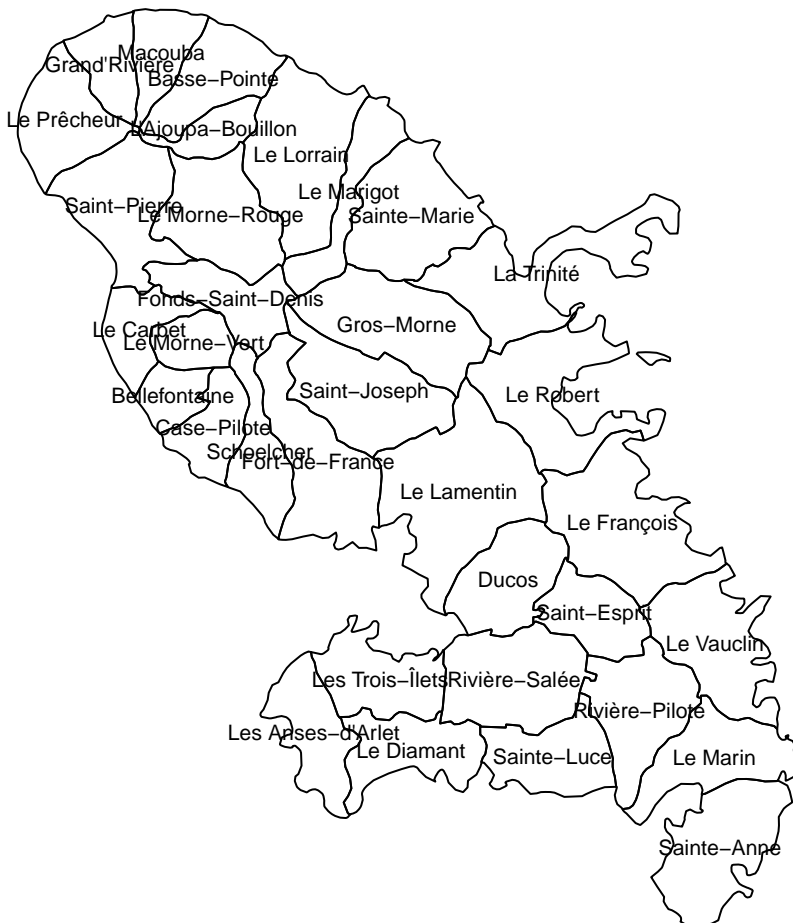 Macouba
Grand'Rivière
Basse−Pointe
Le Prêcheur
L'Ajoupa−Bouillon
Le Lorrain
Le Marigot
Saint−Pierre
Le Morne−Rouge
Sainte−Marie
La Trinité
Fonds−Saint−Denis
Gros−Morne
Le Carbet
Le Morne−Vert
Bellefontaine
Saint−Joseph
Le Robert
Case−Pilote
Schoelcher
Fort−de−France
Le Lamentin
Le François
Ducos
Saint−Esprit
Le Vauclin
Les Trois−Îlets
Rivière−Salée
Rivière−Pilote
Les Anses−d'Arlet
Le Diamant
Sainte−Luce
Le Marin
Sainte−Anne